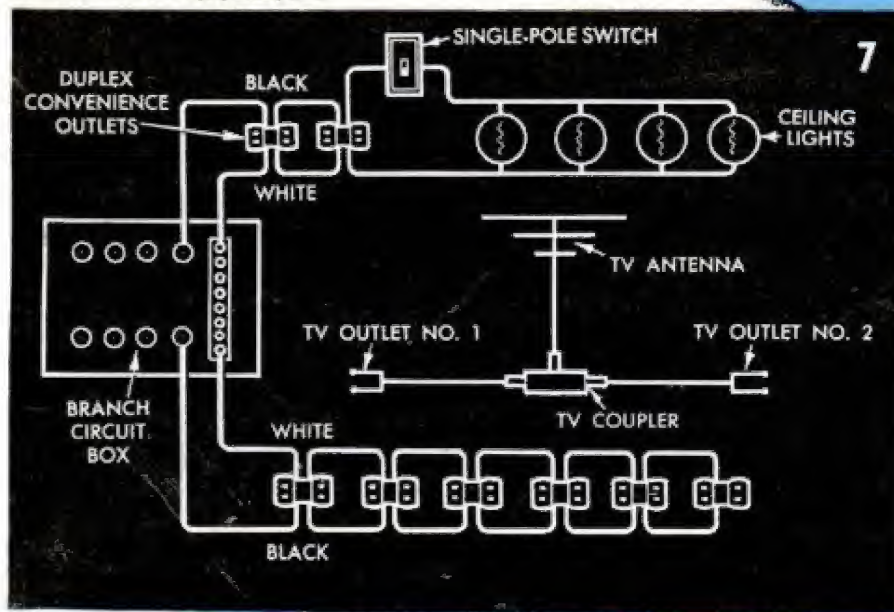 SINGLE-POLE SWITCH
7
DUPLEX
CONVENIENCE
OUTLETS
BLACK
CEILING
LIGHTS
WHITE
TV ANTENNA
TV OUTLET NO. 1
TV OUTLET NO. 2
BRANCH
CIRCUIT
BOX
TV COUPLER
WHITE
BLACK